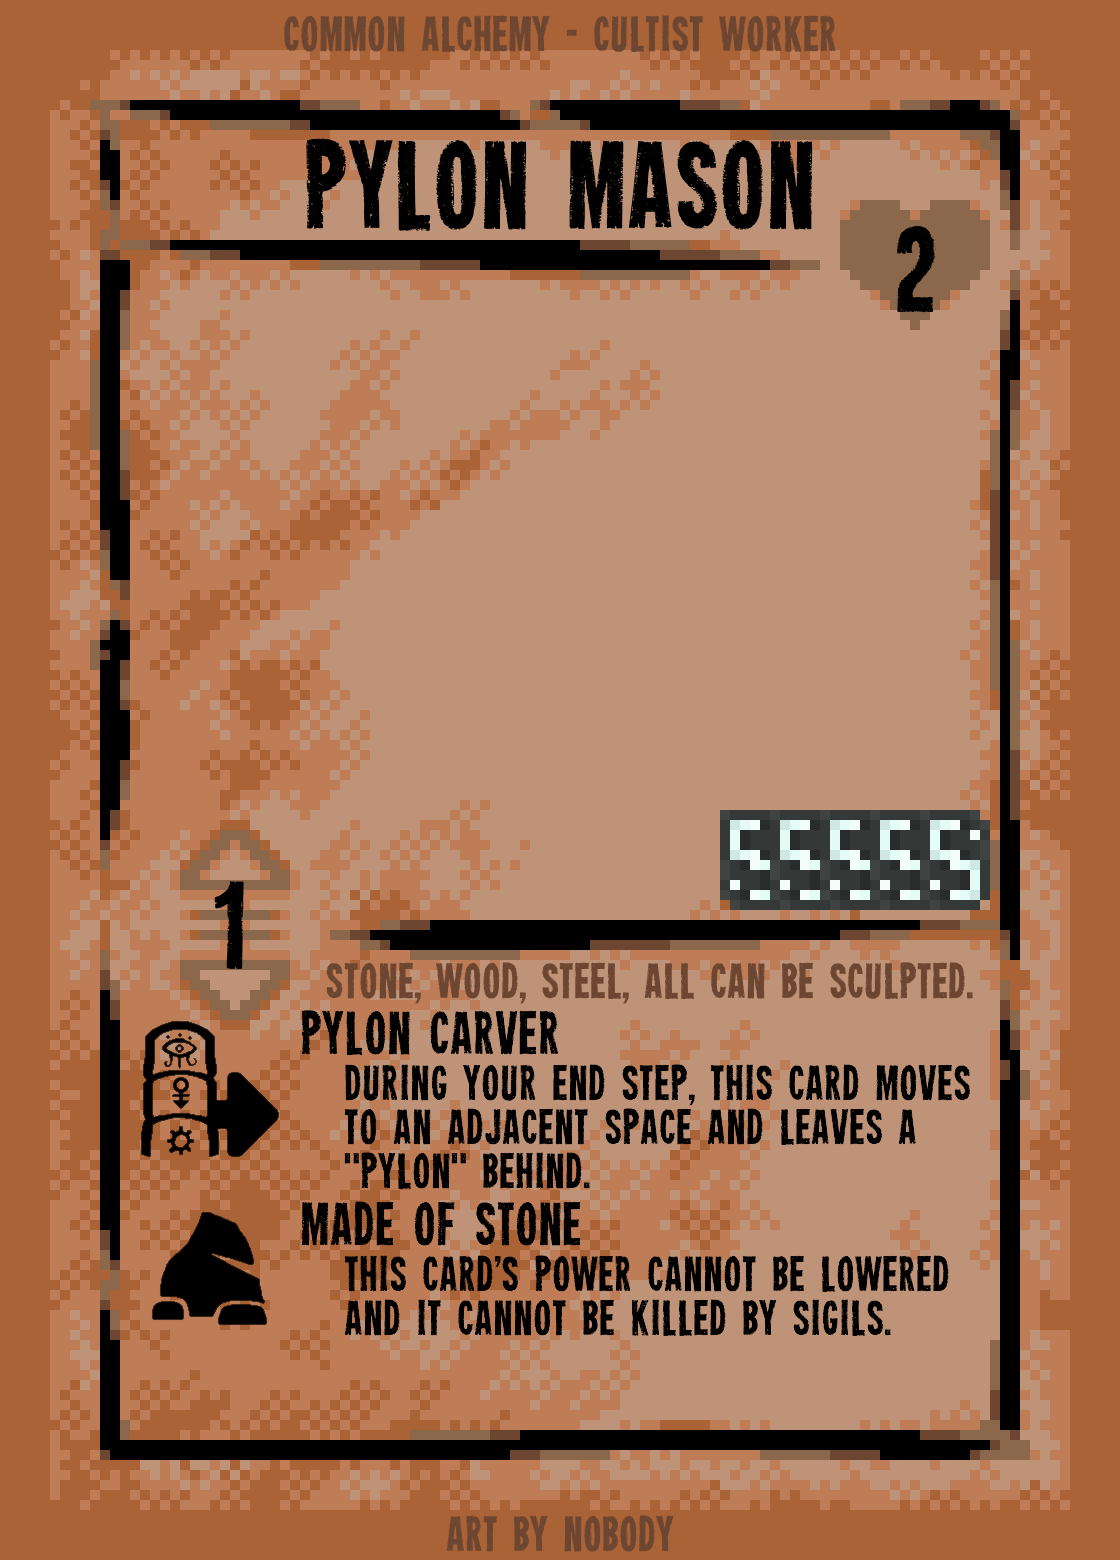 COMMON ALCHEMY - CULTIST WORKER
PYLON MASON
2
1
STONE, WOOD, STEEL, ALL CAN BE SCULPTED.
PYLON CARVER
DURING YOUR END STEP, THIS CARD MOVES
TO AN ADJACENT SPACE AND LEAVES A
"PYLON" BEHIND.
MADE OF STONE
THIS CARD'S POWER CANNOT BE LOWERED
AND IT CANNOT BE KILLED BY SIGILS.
ART BY NOBODY